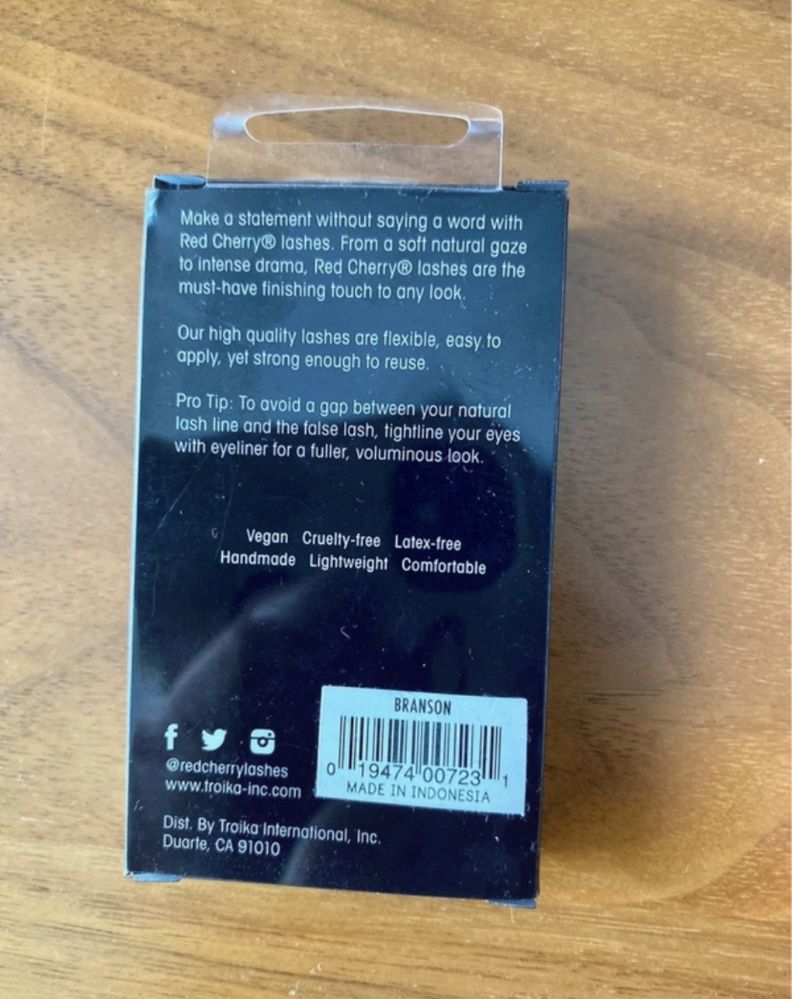 Make a statement without saying a word with
Red Cherry® lashes. From a soft natural gaze
to intense drama, Red Cherry® lashes are the
must-have finishing touch to any look.
Our high quality lashes are flexible, easy to
apply, yet strong enough to reuse.
Pro Tip: To avoid a gap between your natural
lash line and the false lash, tightline your eyes
with eyeliner for a fuller, voluminous look.
Vegan Cruelty-free Latex-free
Handmade Lightweight Comfortable
@redcherrylashes
www.troika-inc.com
BRANSON
0 19474 00723 1
MADE IN INDONESIA
Dist. By Troika International, Inc.
Duarte, CA 91010